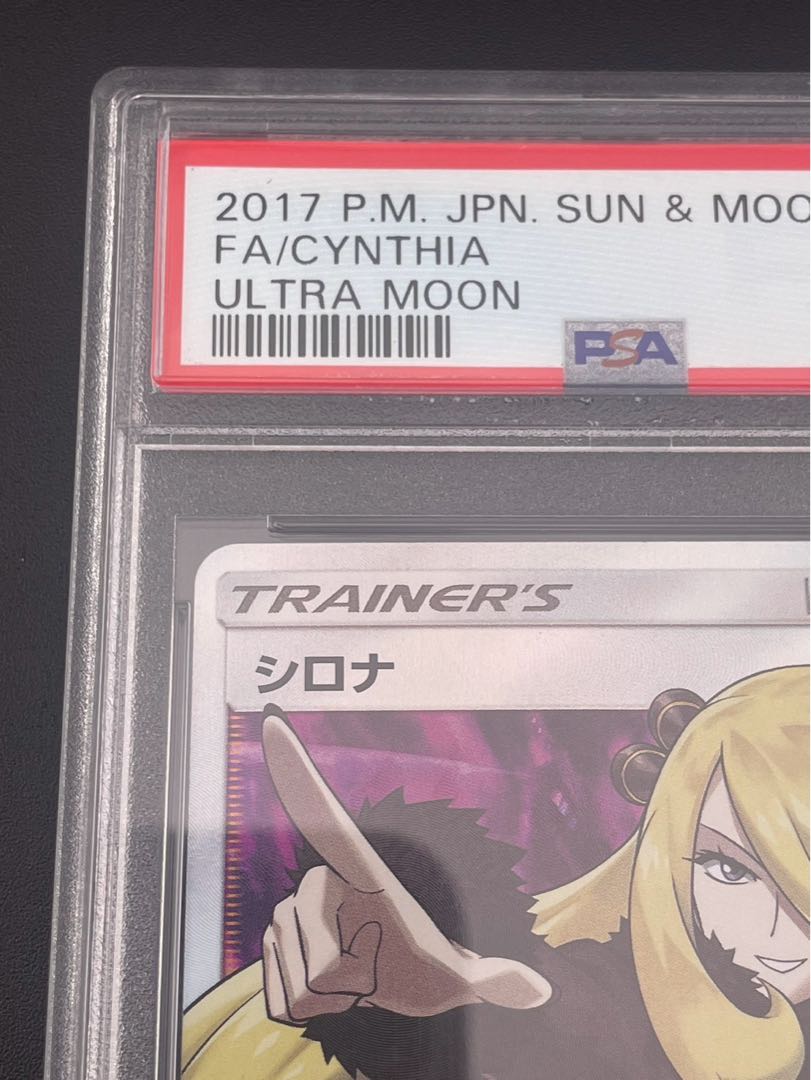 2017 P.M. JPN. SUN & MOO
FA/CYNTHIA
ULTRA MOON
PSA
TRAINER'S
シロナ